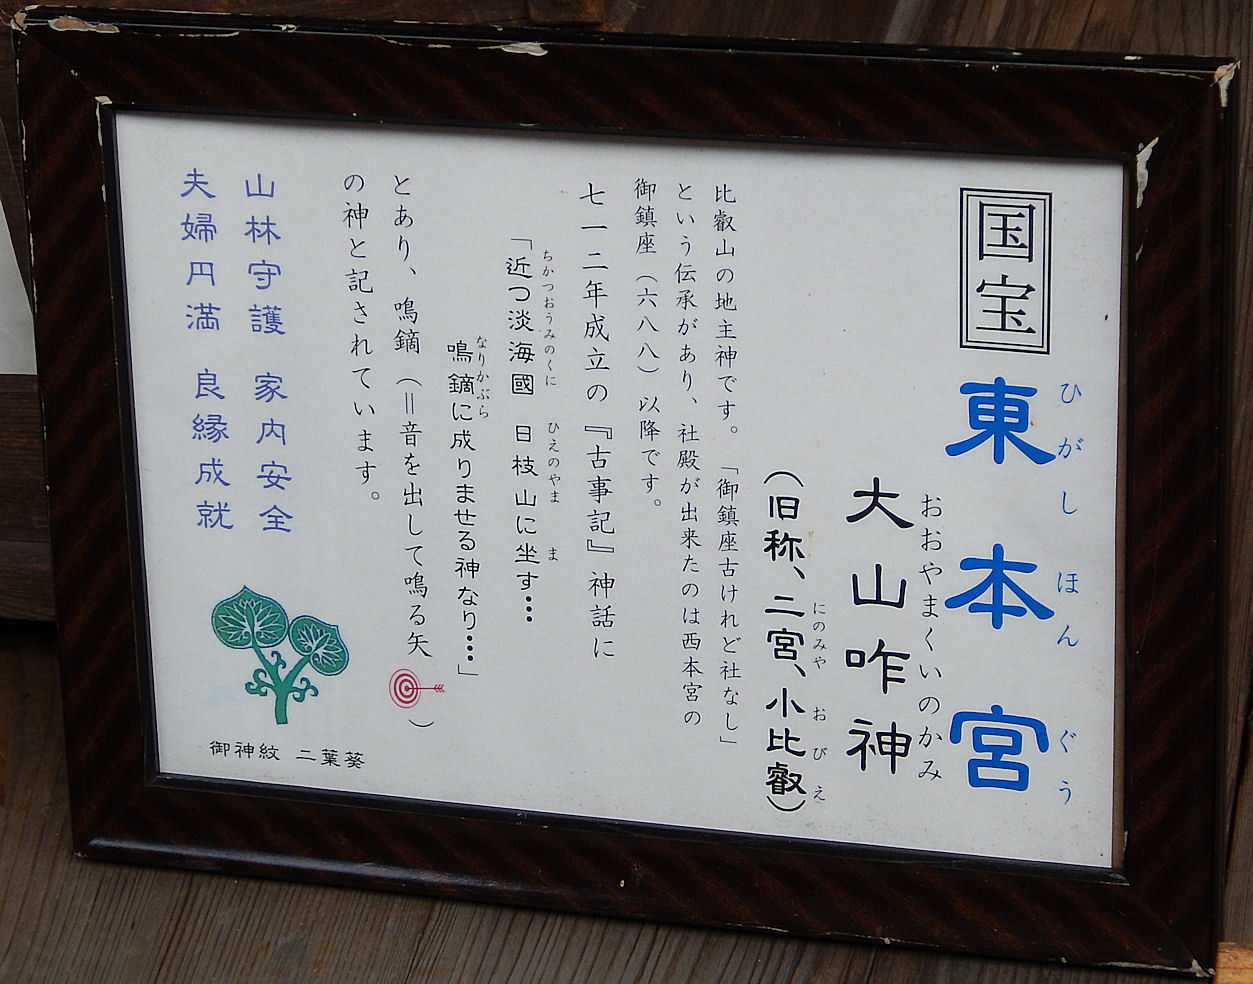 国宝
東本宮
ひがしほんぐう
大山咋神
おおやまくいのかみ
(旧称、二宮、小比叡)
にのみや おびえ
比叡山の地主神です。「御鎮座古けれど社なし」
という伝承があり、社殿が出来たのは西本宮の
御鎮座(六八八)以降です。
七一二年成立の『古事記』神話に
「近つ淡海國 日枝山に坐す…
ちかつおうみのくに ひえのやま ま
鳴鏑に成りませる神なり…」
なりかぶら
とあり、鳴鏑(=音を出して鳴る矢 )
の神と記されています。
山林守護 家内安全
夫婦円満 良縁成就
御神紋 二葉葵